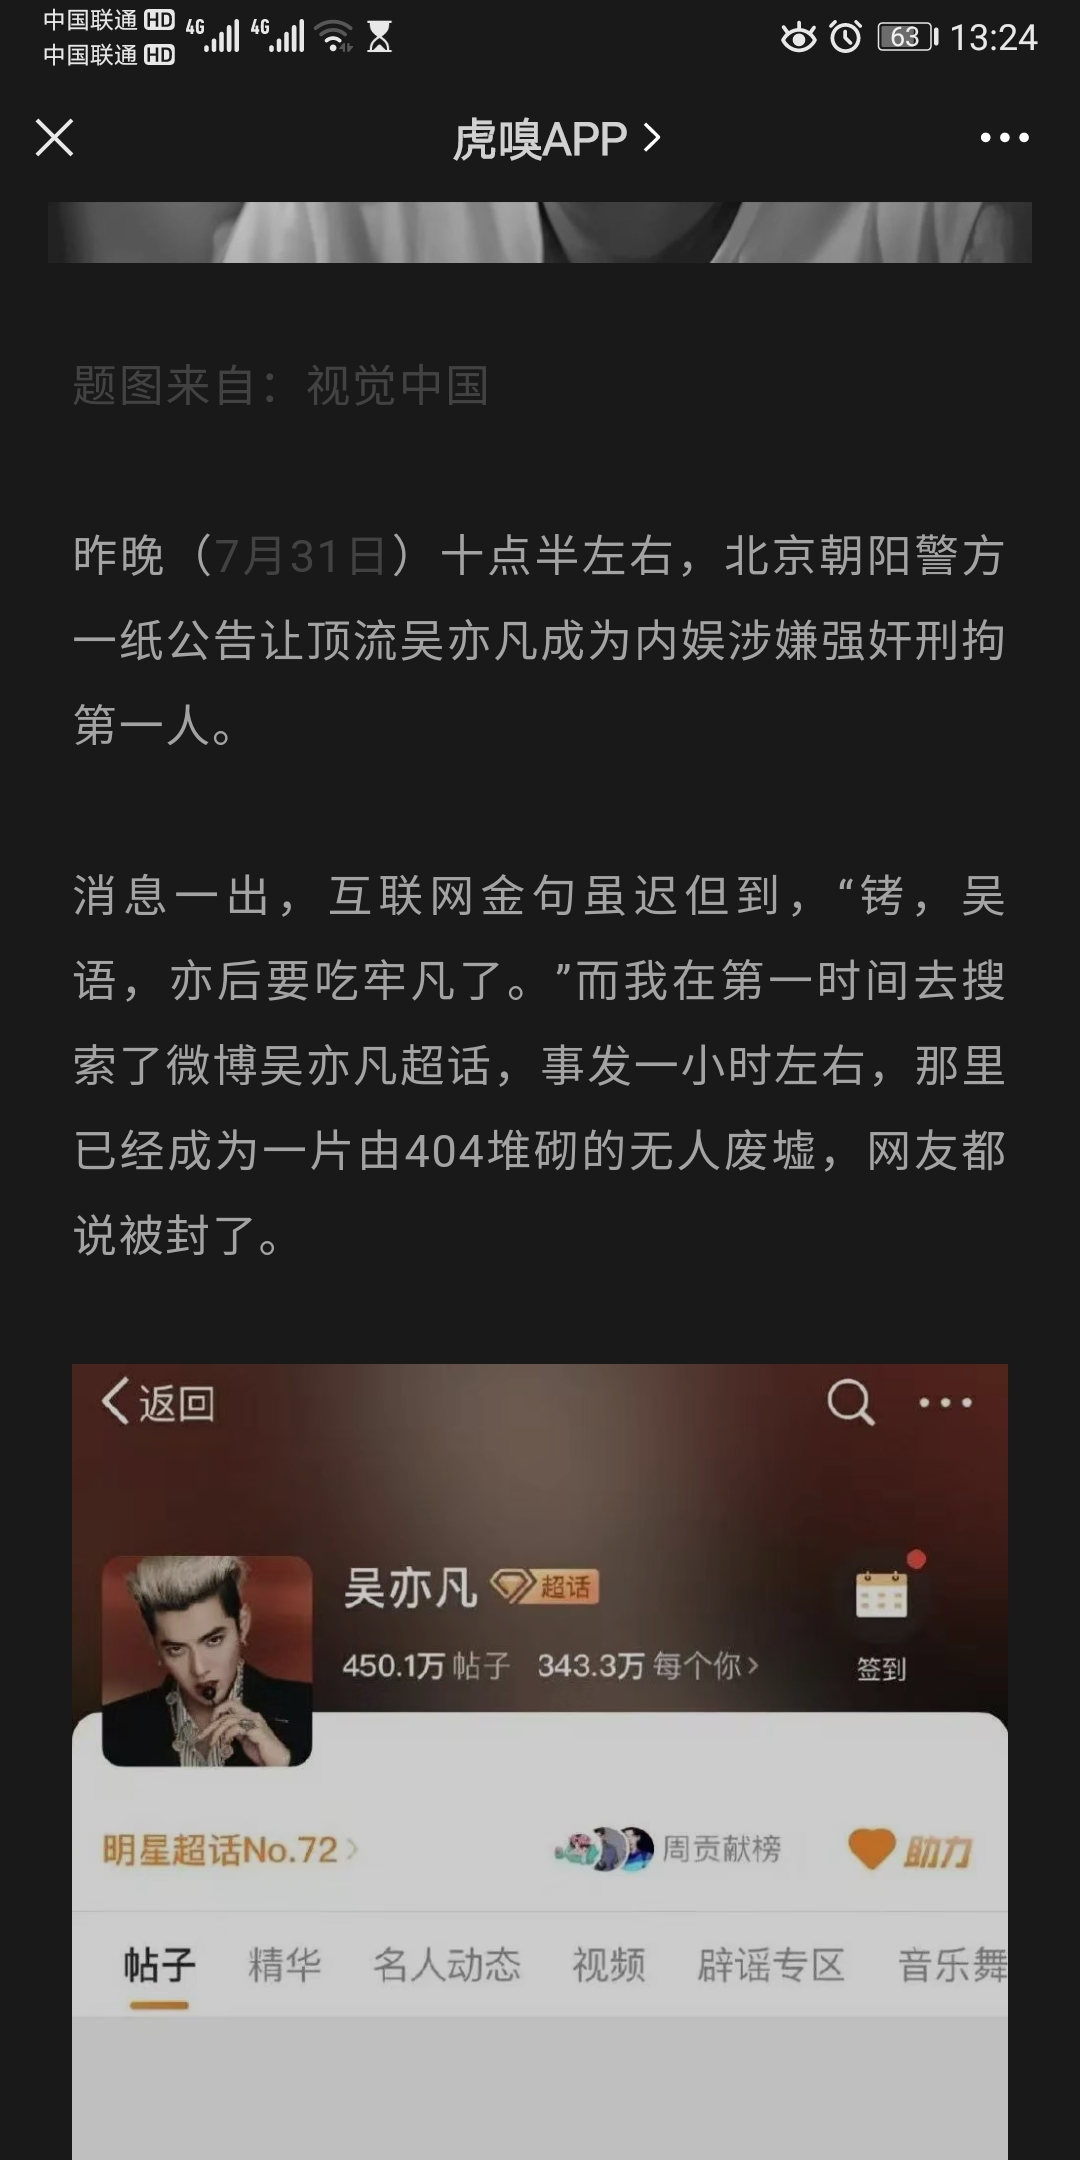 中国联通 HD 4G 4G 63 13:24
中国联通 HD
虎嗅APP
题图来自：视觉中国
昨晚（7月31日）十点半左右，北京朝阳警方
一纸公告让顶流吴亦凡成为内娱涉嫌强奸刑拘
第一人。
消息一出，互联网金句虽迟但到，“铐，吴
语，亦后要吃牢凡了。”而我在第一时间去搜
索了微博吴亦凡超话，事发一小时左右，那里
已经成为一片由404堆砌的无人废墟，网友都
说被封了。
返回
吴亦凡 超话
450.1万 帖子 343.3万 每个你
签到
明星超话No.72 周贡献榜 助力
帖子 精华 名人动态 视频 辟谣专区 音乐舞